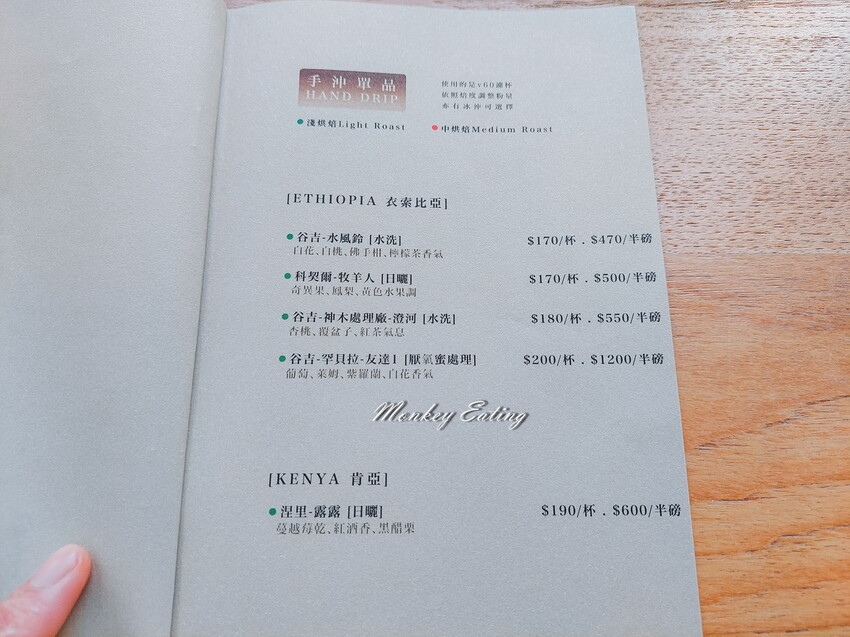 手沖單品
HAND DRIP
使用的是v60濾杯
依照焙度調整粉量
亦有冰沖可選擇
淺烘焙Light Roast
中烘焙Medium Roast
[ETHIOPIA 衣索比亞]
谷吉-水風鈴 [水洗] $170/杯 . $470/半磅
白花、白桃、佛手柑、檸檬茶香氣
科契爾-牧羊人 [日曬] $170/杯 . $500/半磅
奇異果、鳳梨、黃色水果調
谷吉-神木處理廠-澄河 [水洗] $180/杯 . $550/半磅
杏桃、覆盆子、紅茶氣息
谷吉-罕貝拉-友達1 [厭氧蜜處理] $200/杯 . $1200/半磅
葡萄、萊姆、紫羅蘭、白花香氣
Monkey Eating
[KENYA 肯亞]
涅里-露露 [日曬] $190/杯 . $600/半磅
蔓越莓乾、紅酒香、黑醋栗